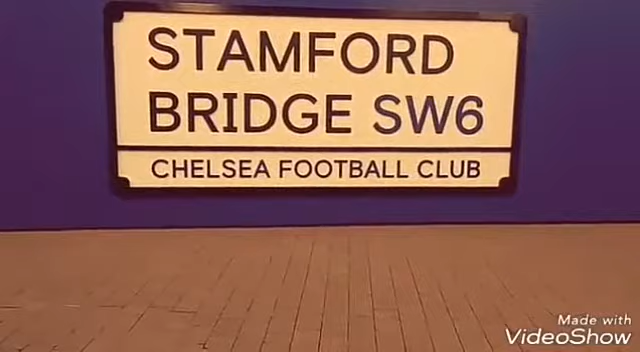 STAMFORD
BRIDGE SW6
CHELSEA FOOTBALL CLUB
Made with
VideoShow